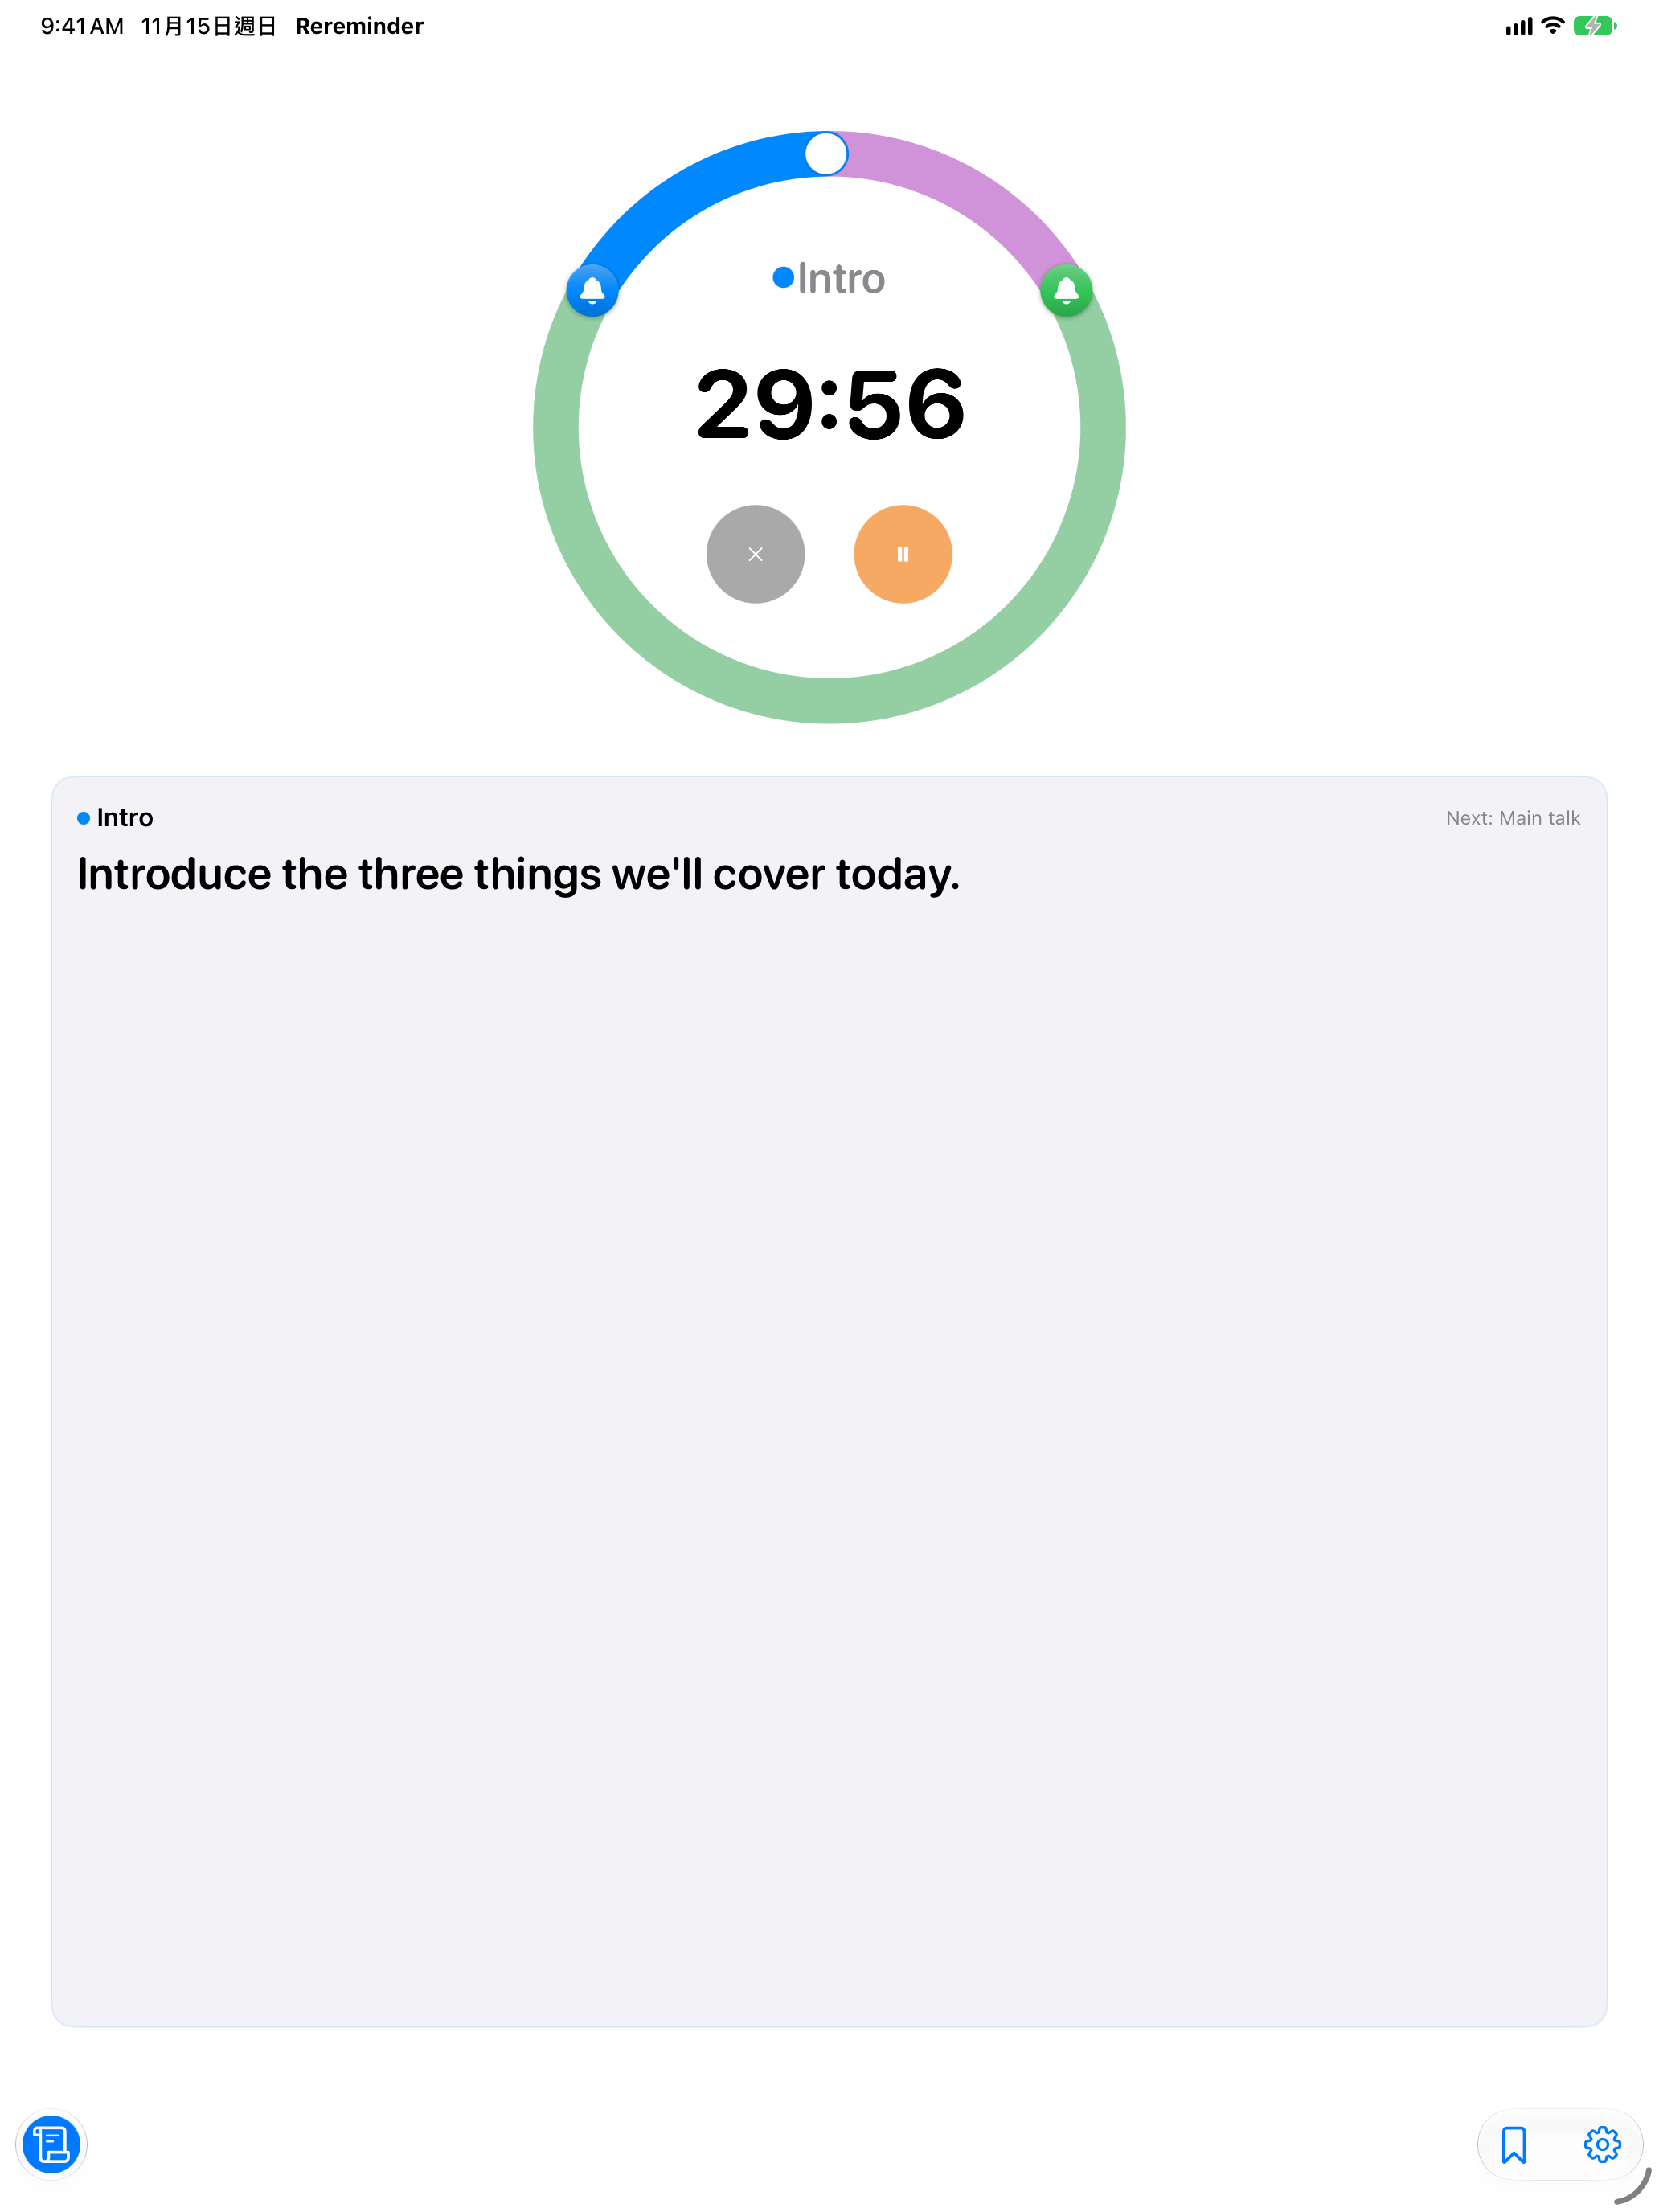 9:41 AM 11月15日週日 Rereminder
Intro
29:56
Intro
Next: Main talk
Introduce the three things we'll cover today.